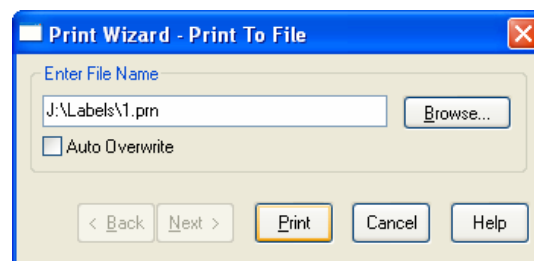 Print Wizard - Print To File
Enter File Name
J:\Labels\1.prn
Browse...
Auto Overwrite
< Back Next > Print Cancel Help